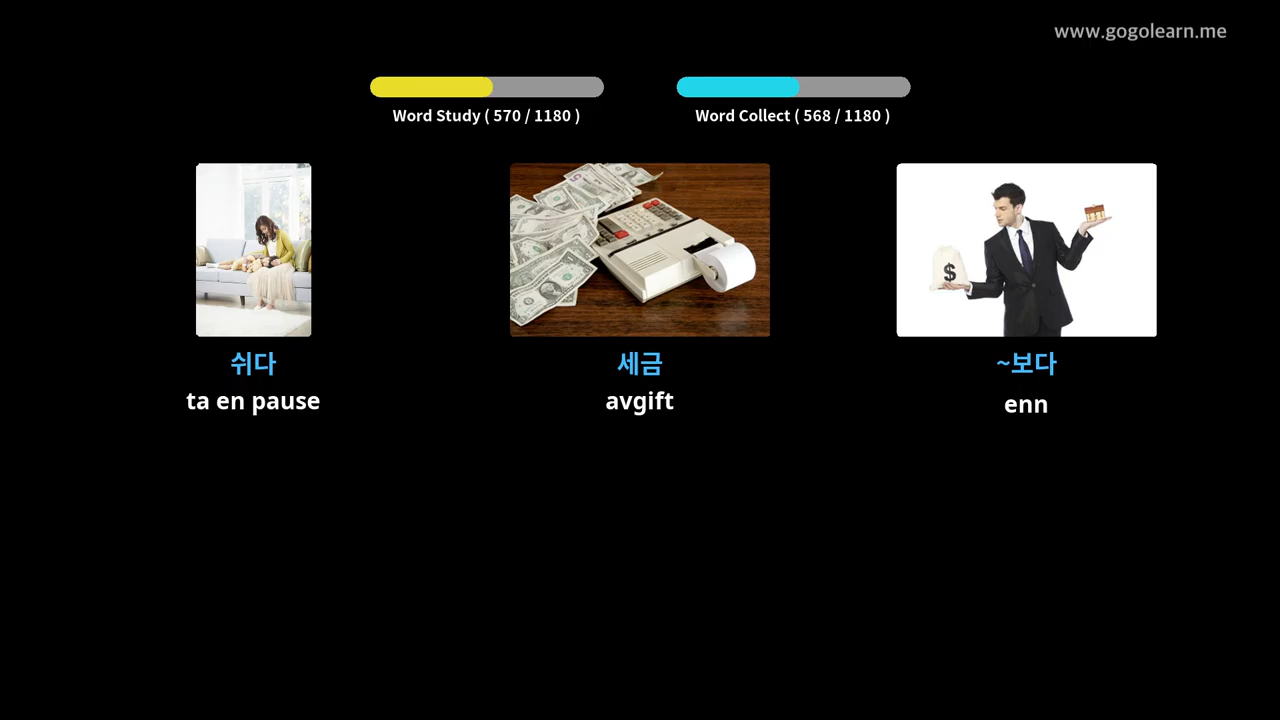 www.gogolearn.me
Word Study ( 570 / 1180 )
Word Collect ( 568 / 1180 )
쉬다
ta en pause
세금
avgift
~보다
enn
$